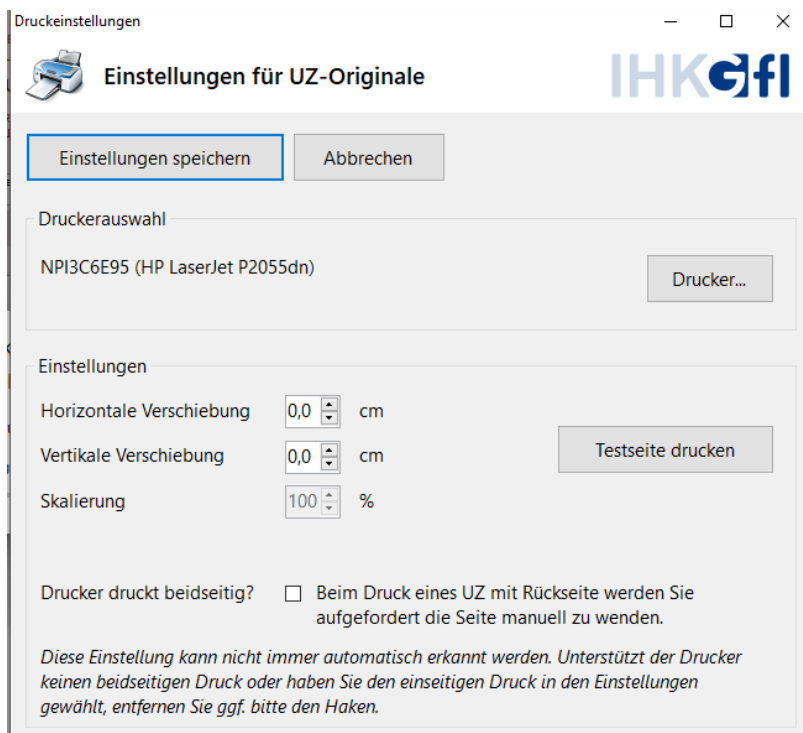 Druckeinstellungen
Einstellungen für UZ-Originale
IHKGfI
Einstellungen speichern
Abbrechen
Druckerauswahl
NPI3C6E95 (HP LaserJet P2055dn)
Drucker...
Einstellungen
Horizontale Verschiebung 0,0 cm
Vertikale Verschiebung 0,0 cm
Testseite drucken
Skalierung 100 %
Drucker druckt beidseitig? Beim Druck eines UZ mit Rückseite werden Sie
aufgefordert die Seite manuell zu wenden.
Diese Einstellung kann nicht immer automatisch erkannt werden. Unterstützt der Drucker
keinen beidseitigen Druck oder haben Sie den einseitigen Druck in den Einstellungen
gewählt, entfernen Sie ggf. bitte den Haken.